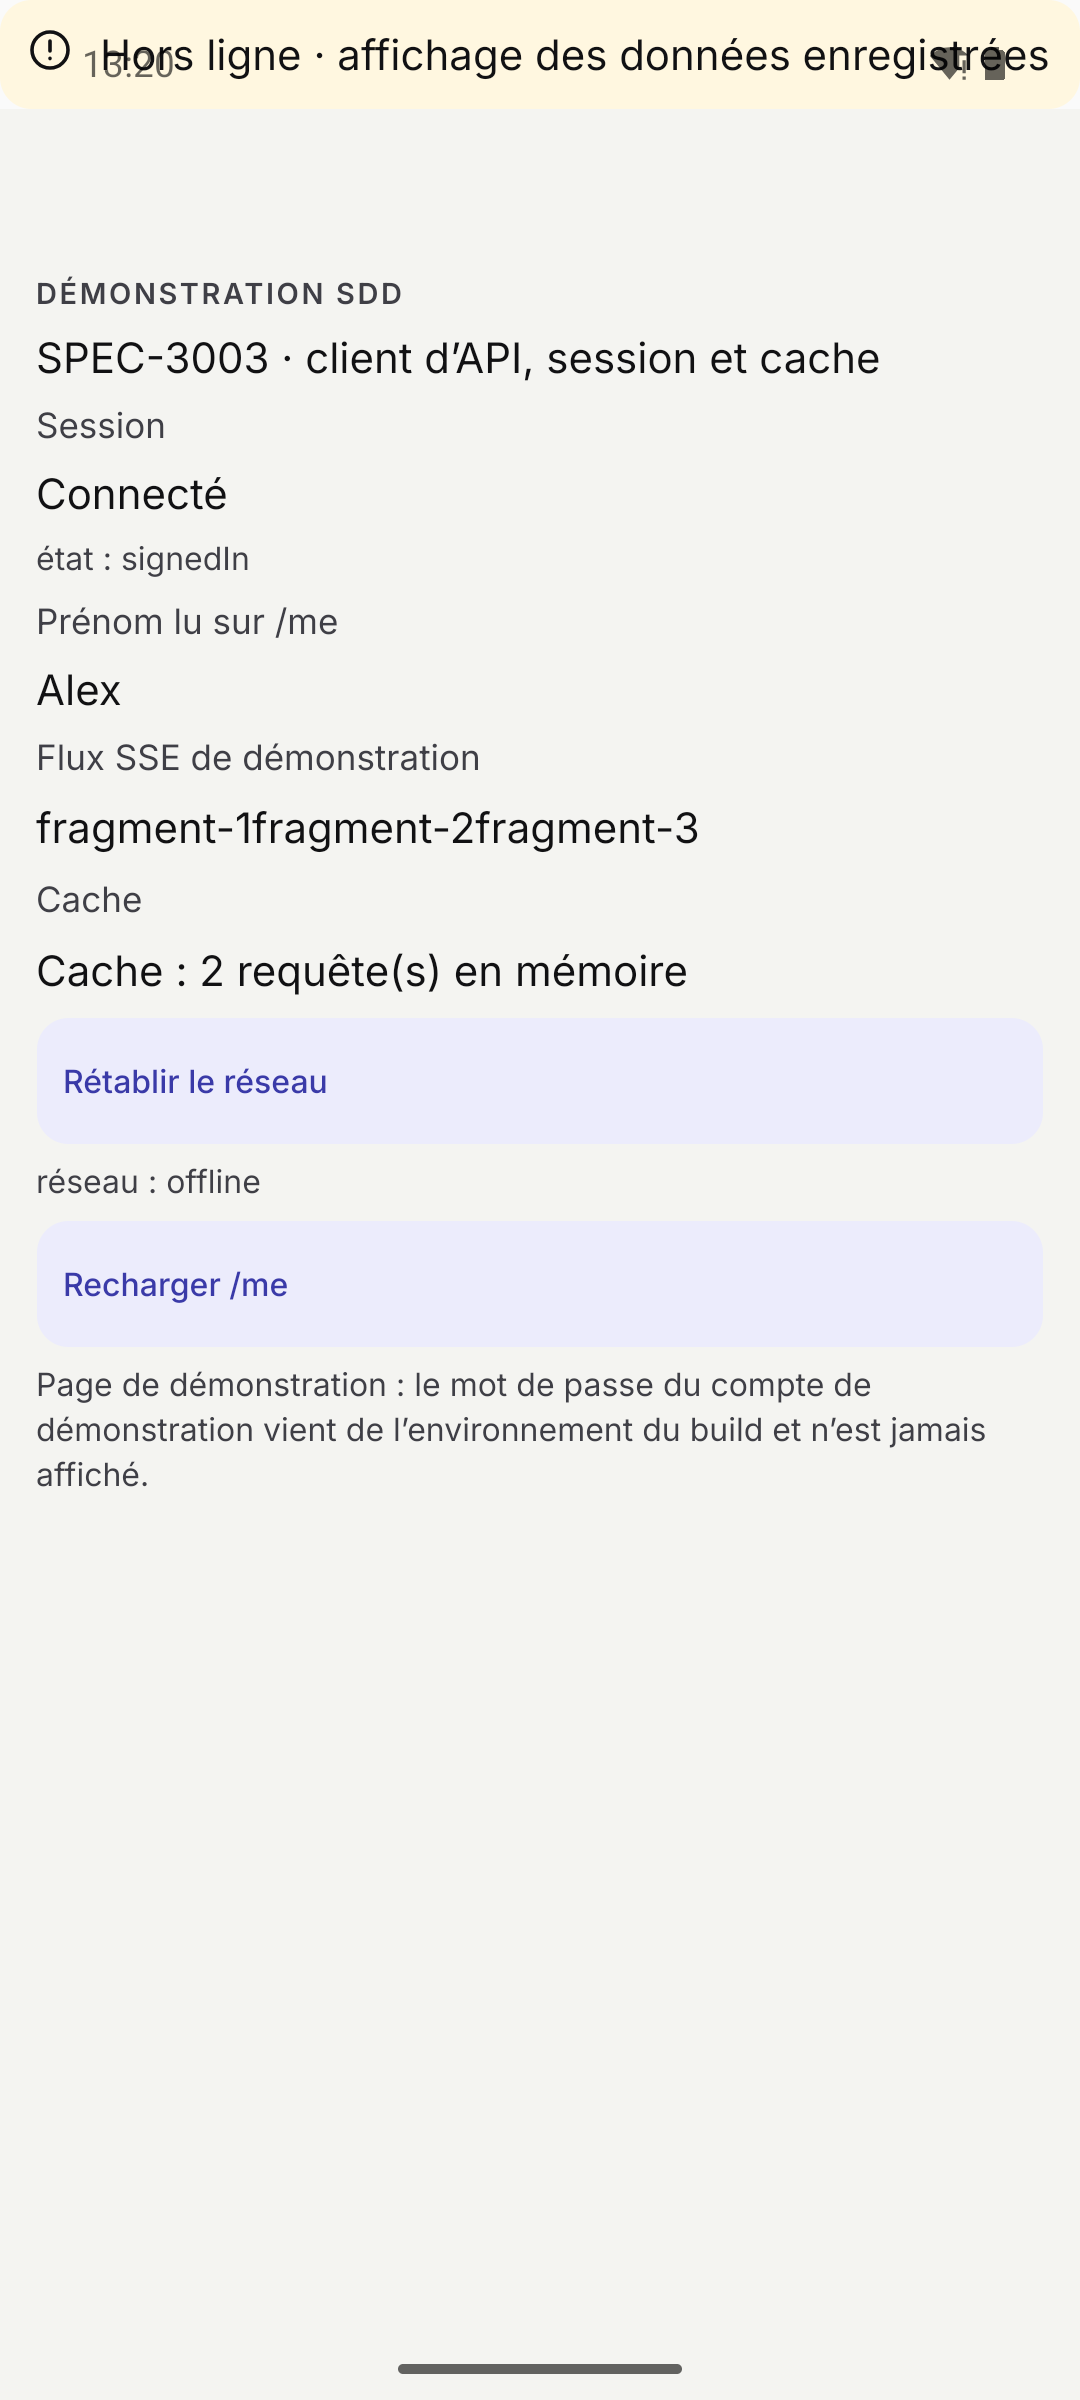 Hors ligne · affichage des données enregistrées
13:20
DÉMONSTRATION SDD
SPEC-3003 · client d’API, session et cache
Session
Connecté
état : signedIn
Prénom lu sur /me
Alex
Flux SSE de démonstration
fragment-1fragment-2fragment-3
Cache
Cache : 2 requête(s) en mémoire
Rétablir le réseau
réseau : offline
Recharger /me
Page de démonstration : le mot de passe du compte de
démonstration vient de l’environnement du build et n’est jamais
affiché.